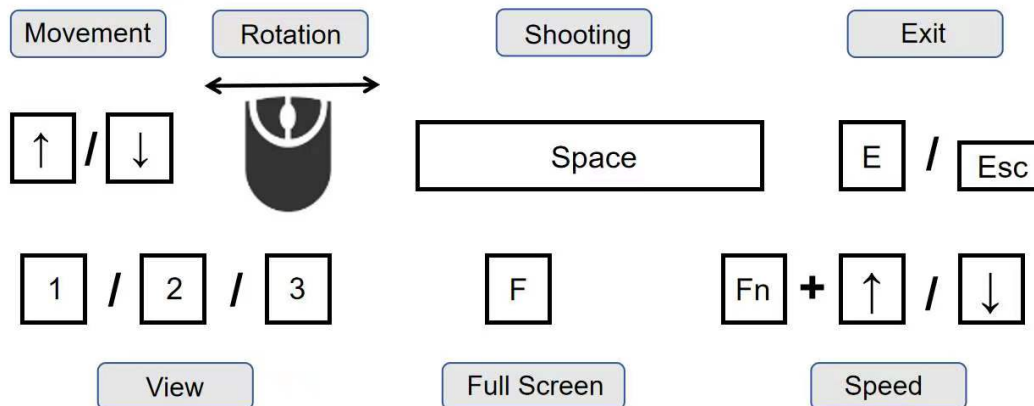 Movement Rotation Shooting Exit
↑ / ↓ Space E / Esc
1 / 2 / 3 F Fn + ↑ / ↓
View Full Screen Speed